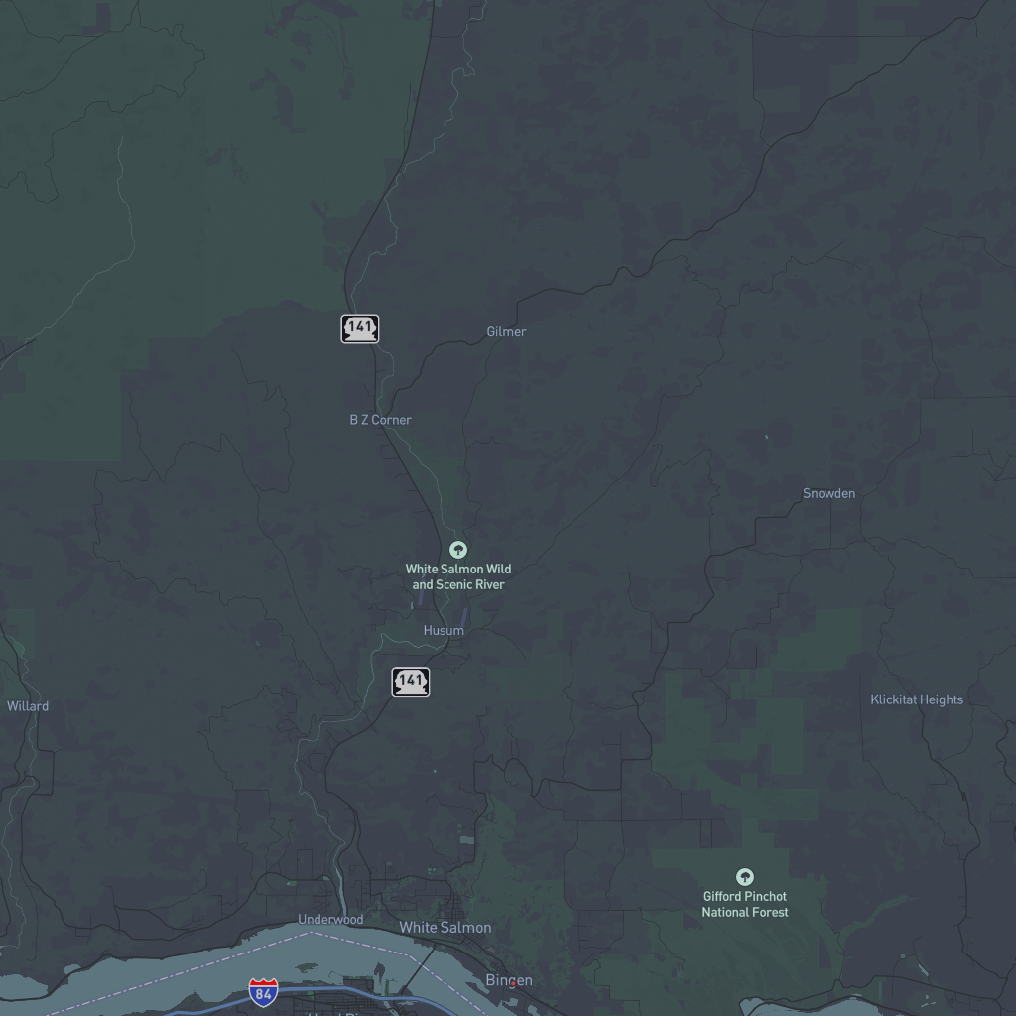 141
Gilmer
B Z Corner
Snowden
White Salmon Wild
and Scenic River
Husum
141
Klickitat Heights
Willard
Gifford Pinchot
National Forest
Underwood
White Salmon
Bingen
84